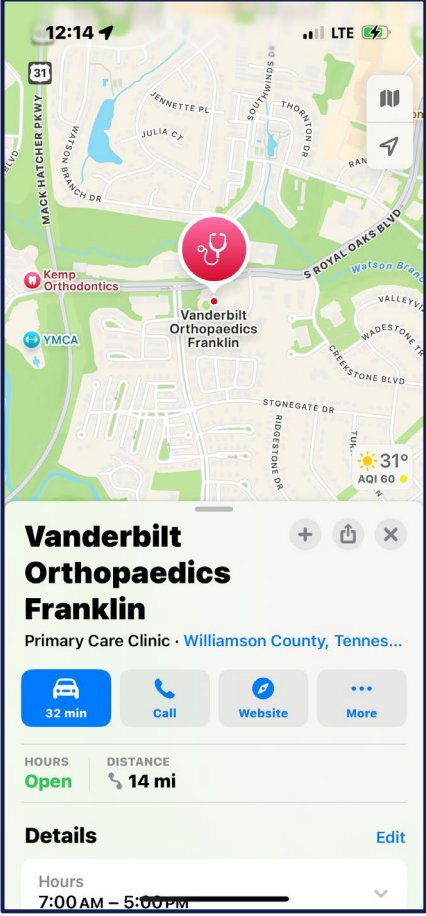 12:14
LTE
31
JENNETTE PL
SOUTHWINDS DR
THORNTON DR
JULIA CT
WATSON BRANCH DR
MACK HATCHER PKWY
BLVD
S ROYAL OAKS BLVD
Watson Bran
Kemp
Orthodontics
Vanderbilt
Orthopaedics
Franklin
YMCA
CREEKSTONE BLVD
STONEGATE DR
RIDGESTONE DR
31°
AQI 60
Vanderbilt
Orthopaedics
Franklin
Primary Care Clinic · Williamson County, Tennes...
32 min
Call
Website
More
HOURS
Open
DISTANCE
14 mi
Details
Edit
Hours
7:00 AM – 5:00 PM